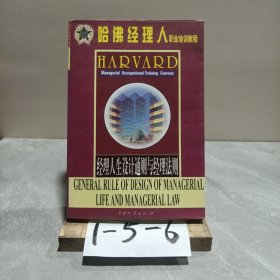 哈佛经理人职业培训教程
HARVARD
Managerial Occupational Training Courses
经理人生设计通则与经理法则
GENERAL RULE OF DESIGN OF MANAGERIAL
LIFE AND MANAGERIAL LAW
1-5-6